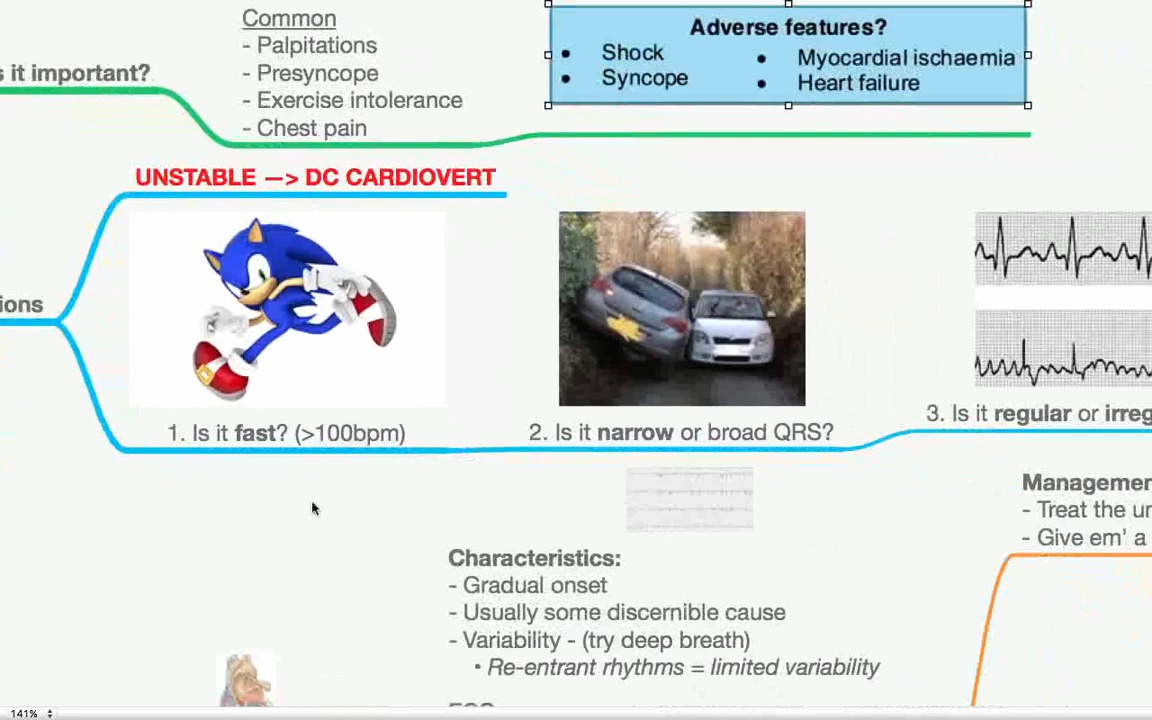 Common
- Palpitations
- Presyncope
- Exercise intolerance
- Chest pain
Adverse features?
• Shock
• Syncope
• Myocardial ischaemia
• Heart failure
s it important?
UNSTABLE —> DC CARDIOVERT
ions
1. Is it fast? (>100bpm)
2. Is it narrow or broad QRS?
3. Is it regular or irreg
Managemen
- Treat the un
- Give em' a
Characteristics:
- Gradual onset
- Usually some discernible cause
- Variability - (try deep breath)
• Re-entrant rhythms = limited variability
141%